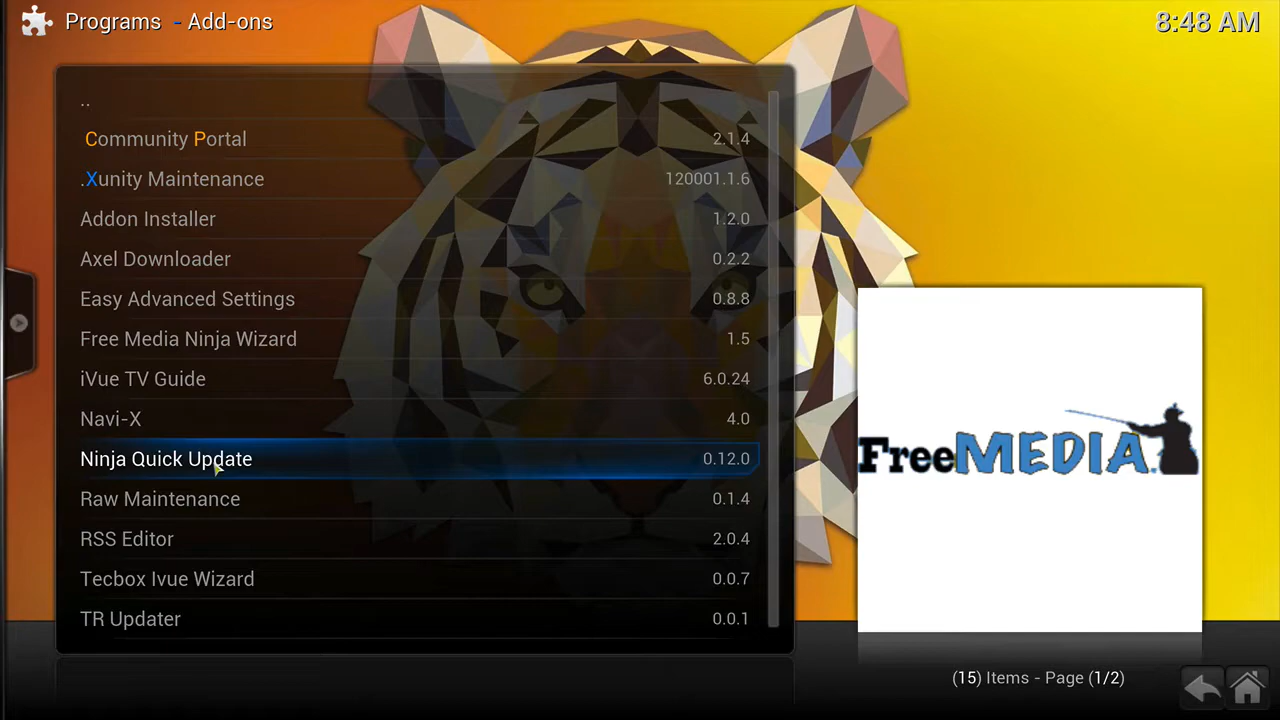 Programs - Add-ons
8:48 AM
..
Community Portal 2.1.4
.Xunity Maintenance 120001.1.6
Addon Installer 1.2.0
Axel Downloader 0.2.2
Easy Advanced Settings 0.8.8
Free Media Ninja Wizard 1.5
iVue TV Guide 6.0.24
Navi-X 4.0
Ninja Quick Update 0.12.0
Raw Maintenance 0.1.4
RSS Editor 2.0.4
Tecbox Ivue Wizard 0.0.7
TR Updater 0.0.1
FreeMEDIA
(15) Items - Page (1/2)